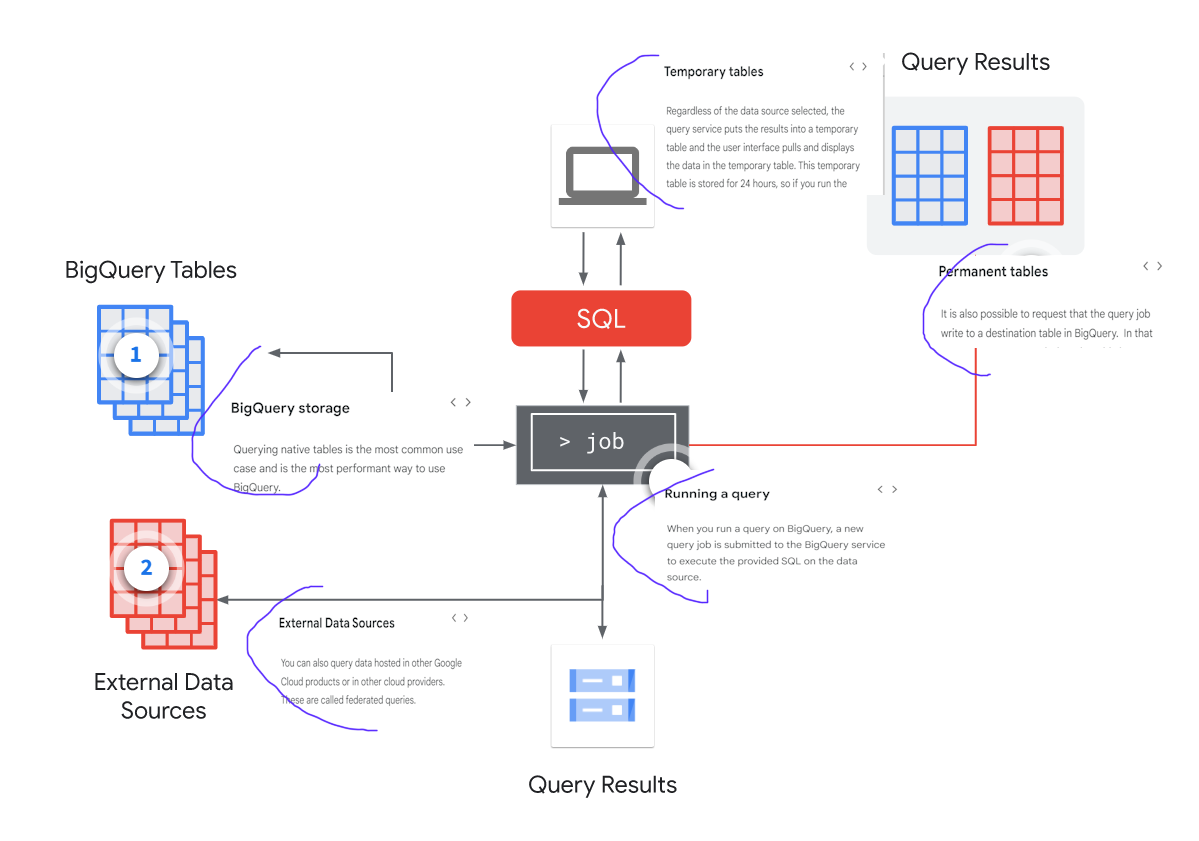 Temporary tables
< >
Regardless of the data source selected, the
query service puts the results into a temporary
table and the user interface pulls and displays
the data in the temporary table. This temporary
table is stored for 24 hours, so if you run the
Query Results
BigQuery Tables
1
SQL
Permanent tables
< >
It is also possible to request that the query job
write to a destination table in BigQuery. In that
BigQuery storage
< >
Querying native tables is the most common use
case and is the most performant way to use
BigQuery.
> job
Running a query
< >
When you run a query on BigQuery, a new
query job is submitted to the BigQuery service
to execute the provided SQL on the data
source.
2
External Data
Sources
External Data Sources
< >
You can also query data hosted in other Google
Cloud products or in other cloud providers.
These are called federated queries.
Query Results